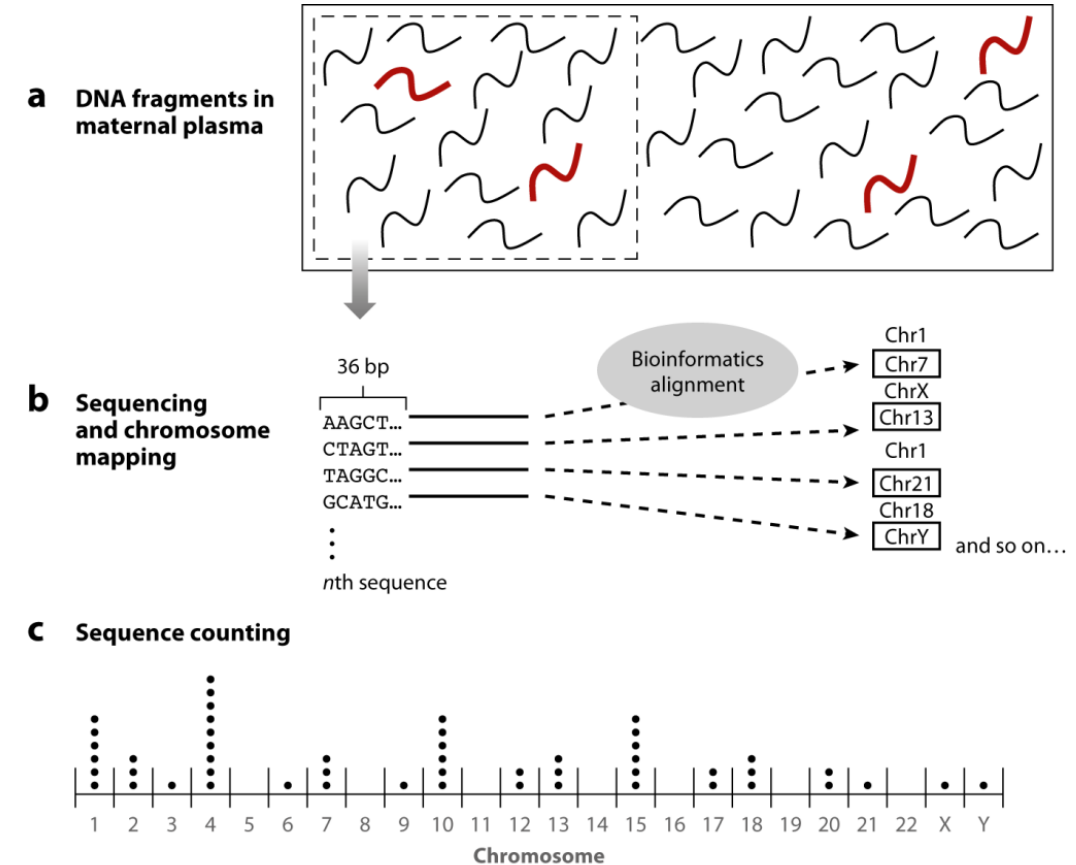 a DNA fragments in
maternal plasma
b Sequencing
and chromosome
mapping
36 bp
AAGCT...
CTAGT...
TAGGC...
GCATG...
nth sequence
Bioinformatics
alignment
Chr1
Chr7
ChrX
Chr13
Chr1
Chr21
Chr18
ChrY
and so on...
c Sequence counting
1 2 3 4 5 6 7 8 9 10 11 12 13 14 15 16 17 18 19 20 21 22 X Y
Chromosome